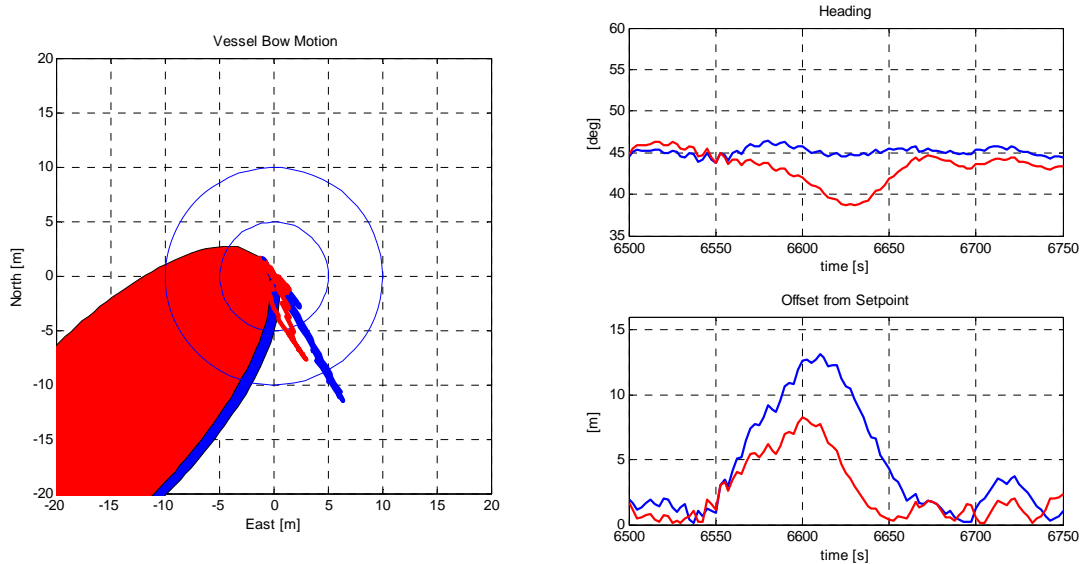 Vessel Bow Motion
20
15
10
5
0
-5
-10
-15
-20
North [m]
-20 -15 -10 -5 0 5 10 15 20
East [m]
Heading
60
55
50
45
40
35
[deg]
6500 6550 6600 6650 6700 6750
time [s]
Offset from Setpoint
15
10
5
0
[m]
6500 6550 6600 6650 6700 6750
time [s]